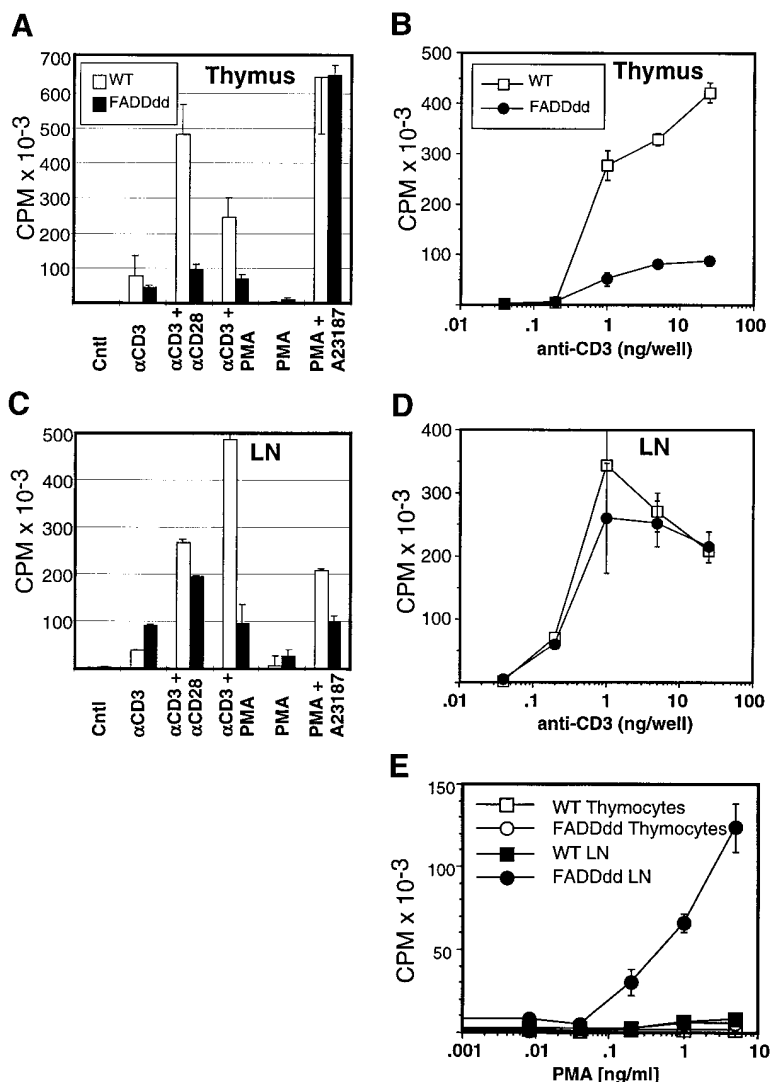 A
Thymus
WT
FADDdd
CPM x 10-3
700
600
500
400
300
200
100
Cntl
αCD3
αCD3 +
αCD28
αCD3 +
PMA
PMA
PMA +
A23187
B
Thymus
WT
FADDdd
CPM x 10-3
500
400
300
200
100
.01
.1
1
10
100
anti-CD3 (ng/well)
C
LN
CPM x 10-3
500
400
300
200
100
Cntl
αCD3
αCD3 +
αCD28
αCD3 +
PMA
PMA
PMA +
A23187
D
LN
CPM x 10-3
400
300
200
100
.01
.1
1
10
100
anti-CD3 (ng/well)
E
WT Thymocytes
FADDdd Thymocytes
WT LN
FADDdd LN
CPM x 10-3
150
100
50
.001
.01
.1
1
10
PMA [ng/ml]